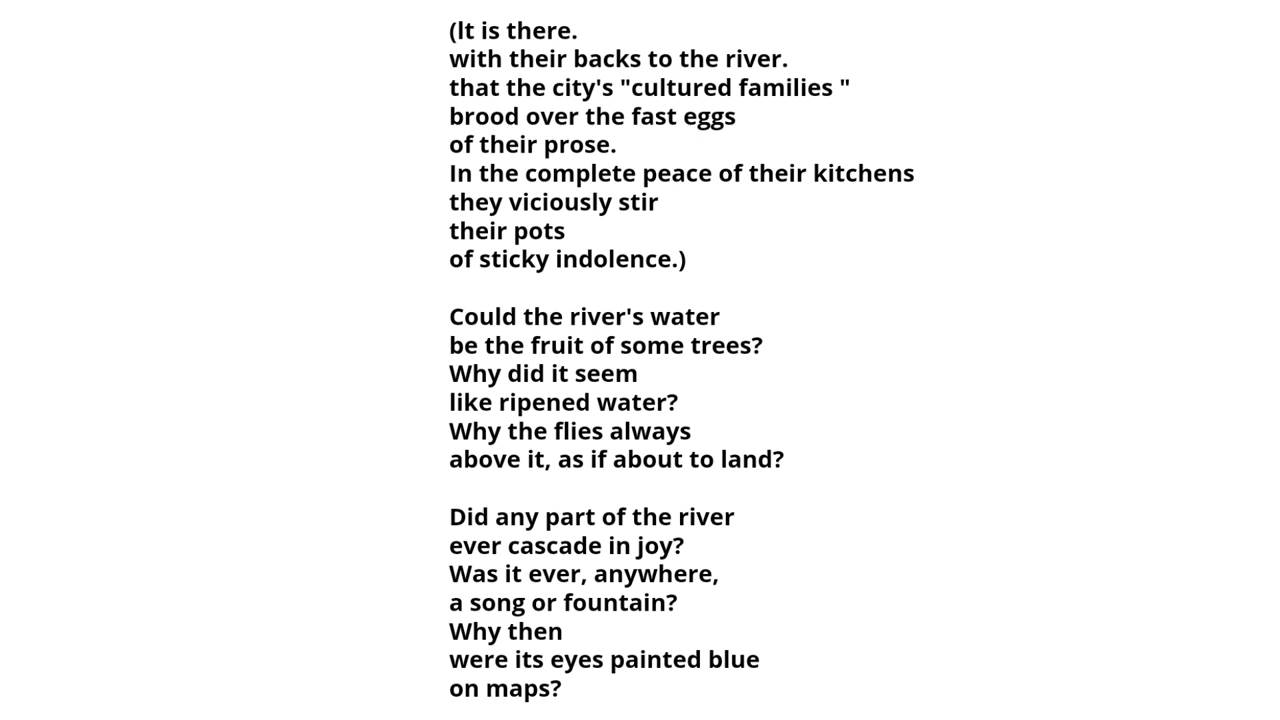 (It is there.
with their backs to the river.
that the city's "cultured families "
brood over the fast eggs
of their prose.
In the complete peace of their kitchens
they viciously stir
their pots
of sticky indolence.)
Could the river's water
be the fruit of some trees?
Why did it seem
like ripened water?
Why the flies always
above it, as if about to land?
Did any part of the river
ever cascade in joy?
Was it ever, anywhere,
a song or fountain?
Why then
were its eyes painted blue
on maps?